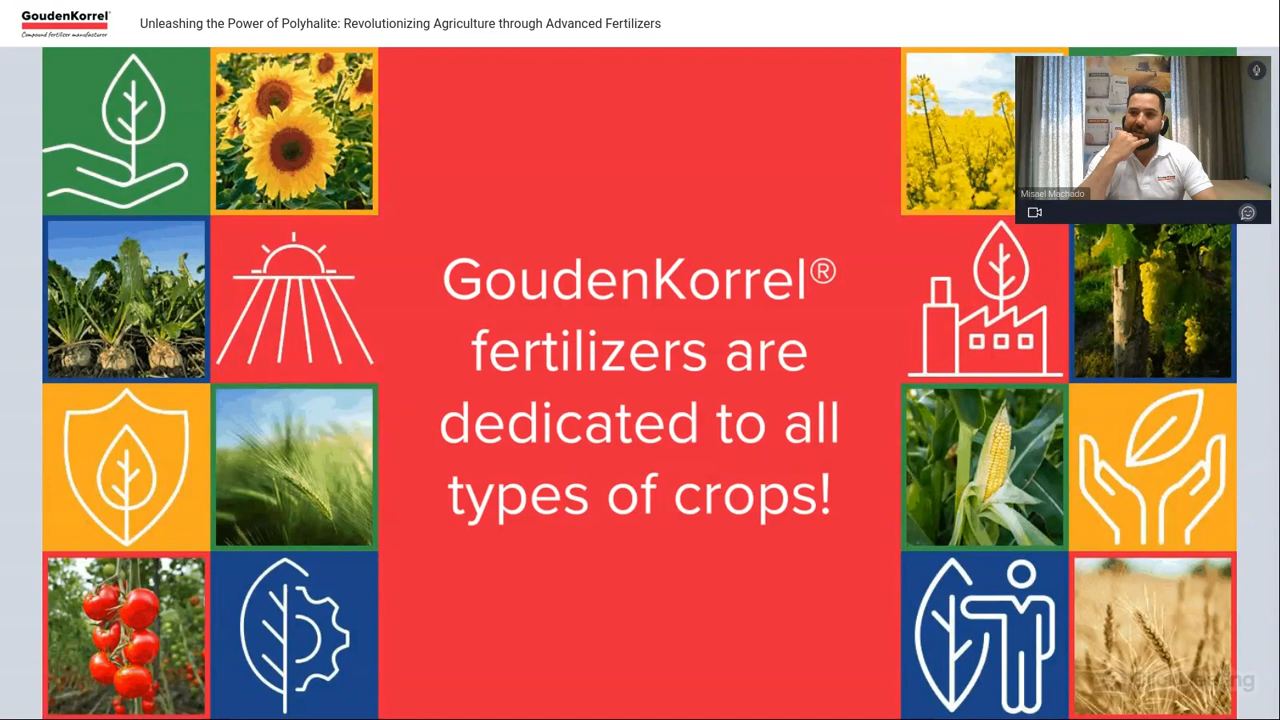 GoudenKorrel®
Compound fertilizer manufacturer
Unleashing the Power of Polyhalite: Revolutionizing Agriculture through Advanced Fertilizers
Misael Machado
GoudenKorrel®
fertilizers are
dedicated to all
types of crops!